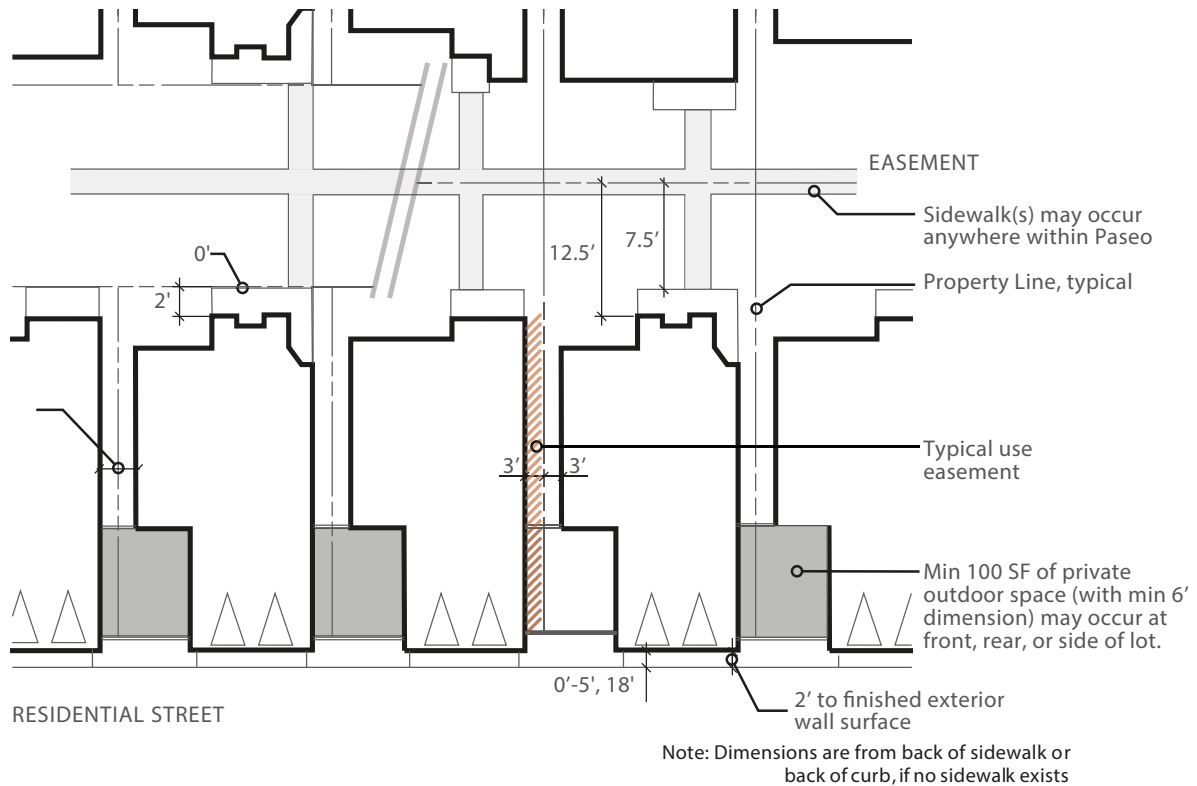 EASEMENT
Sidewalk(s) may occur
anywhere within Paseo
12.5’
7.5’
0'
2'
Property Line, typical
Typical use
easement
3’
3’
Min 100 SF of private
outdoor space (with min 6’
dimension) may occur at
front, rear, or side of lot.
0’-5', 18'
2’ to finished exterior
wall surface
RESIDENTIAL STREET
Note: Dimensions are from back of sidewalk or
back of curb, if no sidewalk exists